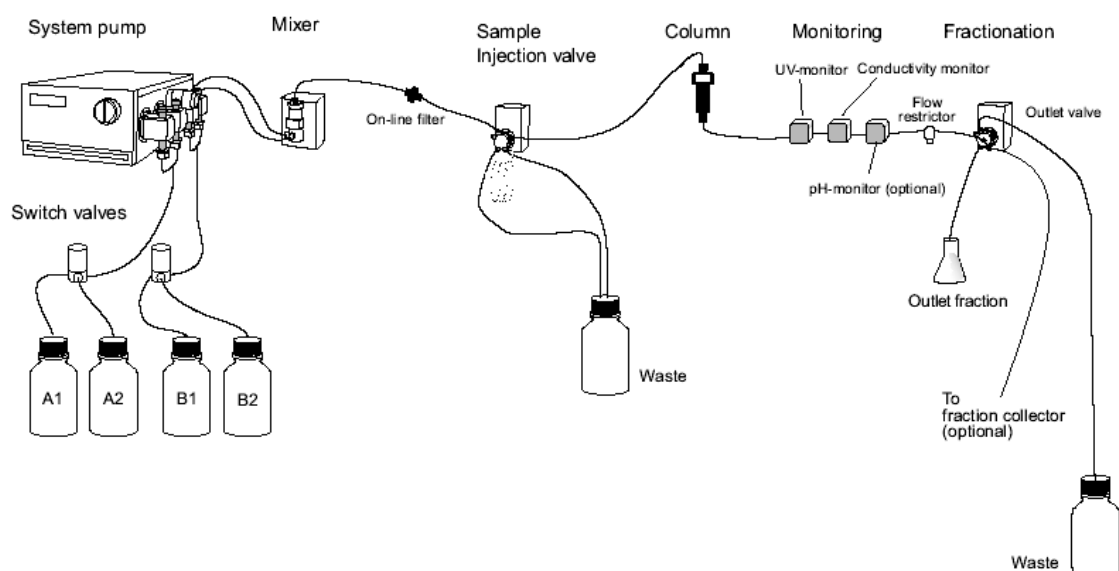 System pump
Mixer
Sample
Injection valve
Column
Monitoring
Fractionation
UV-monitor
Conductivity monitor
On-line filter
Flow
restrictor
Outlet valve
pH-monitor (optional)
Switch valves
Outlet fraction
A1
A2
B1
B2
Waste
To
fraction collector
(optional)
Waste